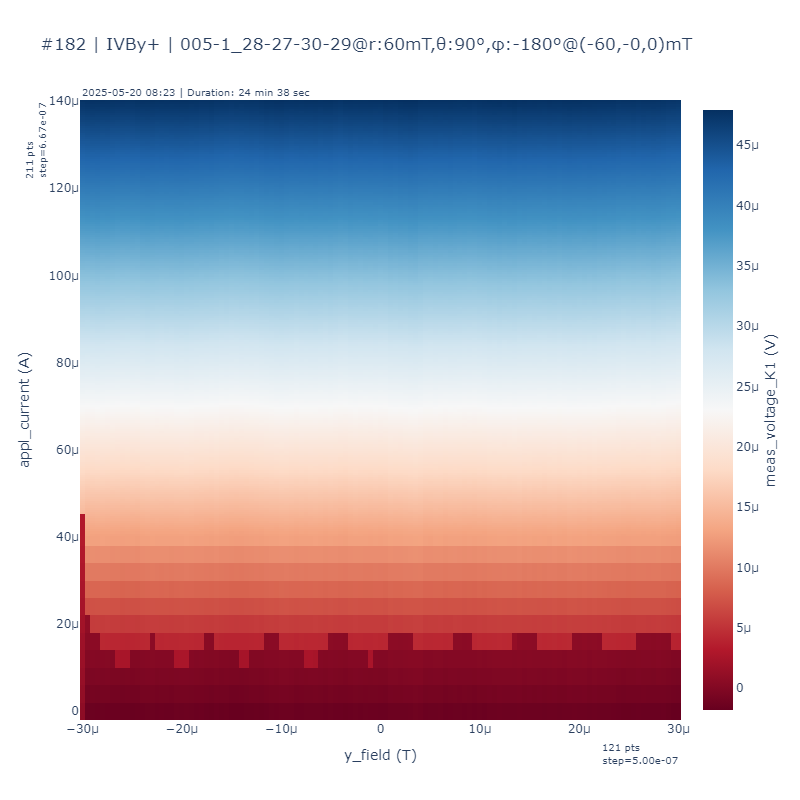 #182 | IVBy+ | 005-1_28-27-30-29@r:60mT,θ:90°,φ:-180°@(-60,-0,0)mT
2025-05-20 08:23 | Duration: 24 min 38 sec
211 pts
step=6.67e-07
140µ
120µ
100µ
80µ
60µ
40µ
20µ
0
appl_current (A)
−30µ
−20µ
−10µ
0
10µ
20µ
30µ
y_field (T)
121 pts
step=5.00e-07
45µ
40µ
35µ
30µ
25µ
20µ
15µ
10µ
5µ
0
meas_voltage_K1 (V)